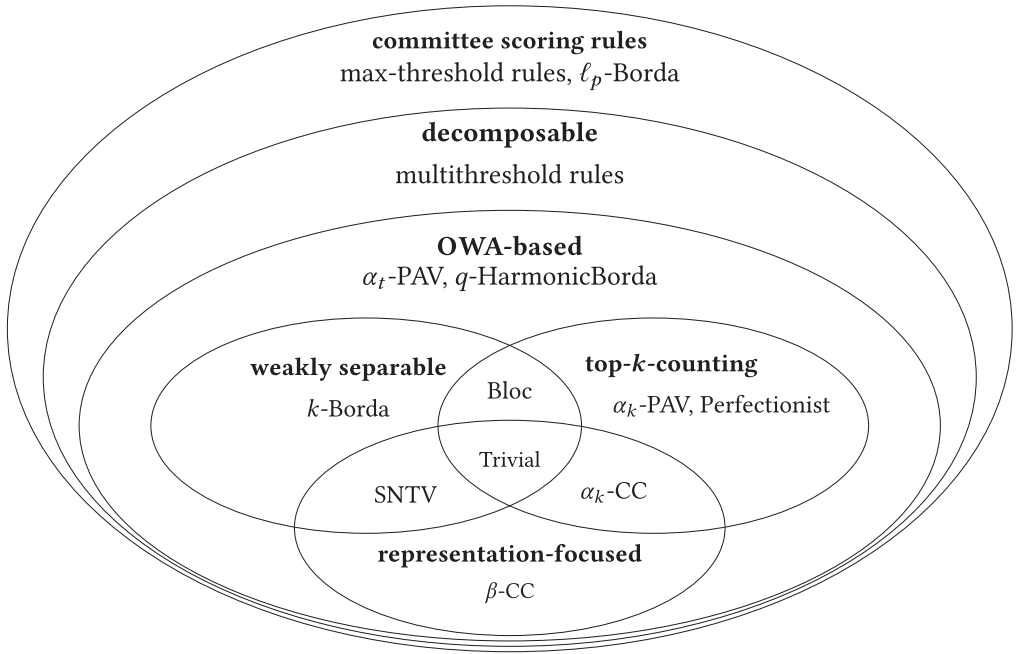 committee scoring rules
max-threshold rules, ℓₚ-Borda
decomposable
multithreshold rules
OWA-based
αₜ-PAV, q-HarmonicBorda
weakly separable
k-Borda
Bloc
top-k-counting
αₖ-PAV, Perfectionist
Trivial
SNTV
αₖ-CC
representation-focused
β-CC